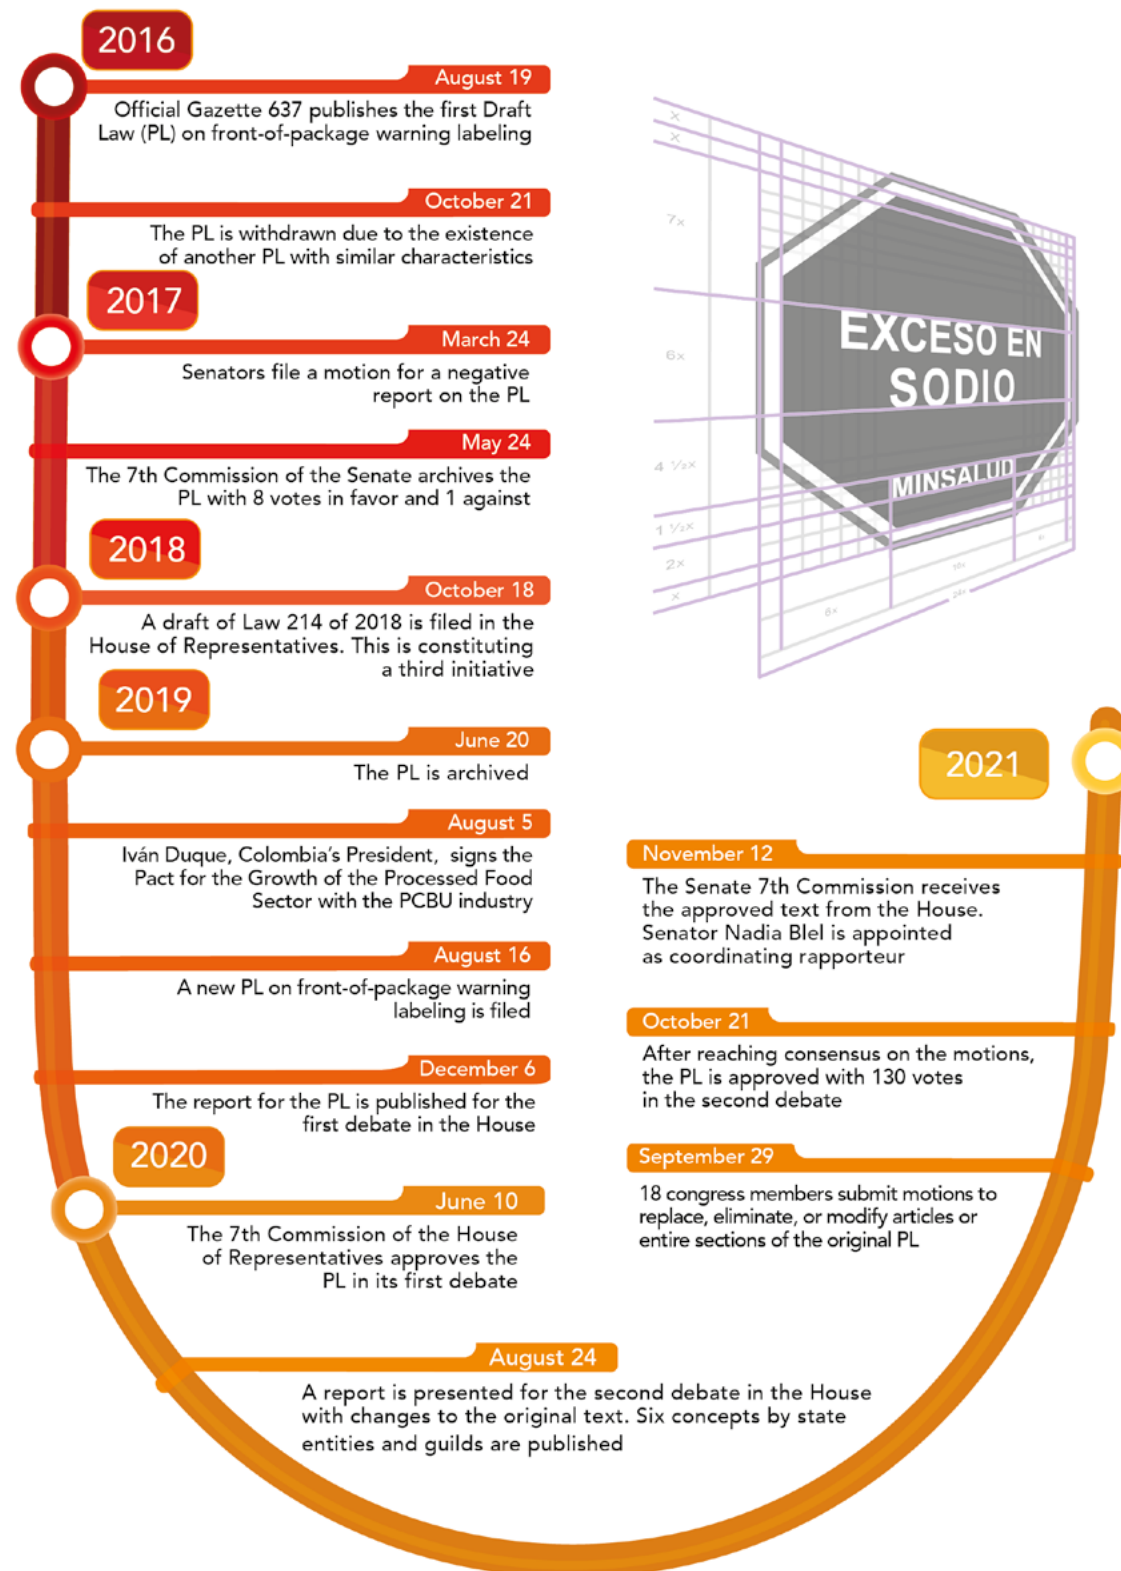 2016
August 19
Official Gazette 637 publishes the first Draft
Law (PL) on front-of-package warning labeling
October 21
The PL is withdrawn due to the existence
of another PL with similar characteristics
2017
March 24
Senators file a motion for a negative
report on the PL
May 24
The 7th Commission of the Senate archives the
PL with 8 votes in favor and 1 against
2018
October 18
A draft of Law 214 of 2018 is filed in the
House of Representatives. This is constituting
a third initiative
2019
June 20
The PL is archived
August 5
Iván Duque, Colombia's President, signs the
Pact for the Growth of the Processed Food
Sector with the PCBU industry
August 16
A new PL on front-of-package warning
labeling is filed
December 6
The report for the PL is published for the
first debate in the House
2020
June 10
The 7th Commission of the House
of Representatives approves the
PL in its first debate
August 24
A report is presented for the second debate in the House
with changes to the original text. Six concepts by state
entities and guilds are published
September 29
18 congress members submit motions to
replace, eliminate, or modify articles or
entire sections of the original PL
October 21
After reaching consensus on the motions,
the PL is approved with 130 votes
in the second debate
November 12
The Senate 7th Commission receives
the approved text from the House.
Senator Nadia Blel is appointed
as coordinating rapporteur
2021
x
x
7x
6x
4 ½x
1 ½x
2x
x
EXCESO EN
SODIO
MINSALUD
6x
24x